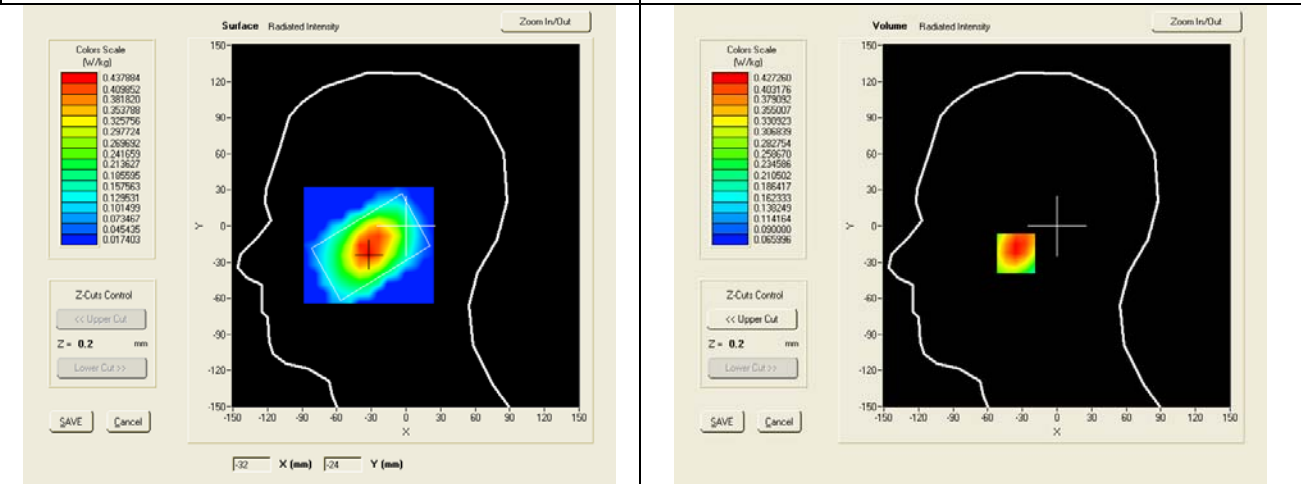 Surface Radiated Intensity
Zoom In/Out
Colors Scale
(W/kg)
0.437884
0.409852
0.381820
0.353788
0.325756
0.297724
0.269692
0.241659
0.213627
0.185595
0.157563
0.129531
0.101499
0.073467
0.045435
0.017403
Z-Cuts Control
<< Upper Cut
Z = 0.2 mm
Lower Cut >>
SAVE Cancel
150
120
90
60
30
Y 0
-30
-60
-90
-120
-150
-150 -120 -90 -60 -30 0 30 60 90 120 150
X
-32 X (mm) -24 Y (mm)
Volume Radiated Intensity
Zoom In/Out
Colors Scale
(W/kg)
0.427260
0.403176
0.379092
0.355007
0.330923
0.306839
0.282754
0.258670
0.234586
0.210502
0.186417
0.162333
0.138249
0.114164
0.090080
0.065996
Z-Cuts Control
<< Upper Cut
Z = 0.2 mm
Lower Cut >>
SAVE Cancel
150
120
90
60
30
Y 0
-30
-60
-90
-120
-150
-150 -120 -90 -60 -30 0 30 60 90 120 150
X